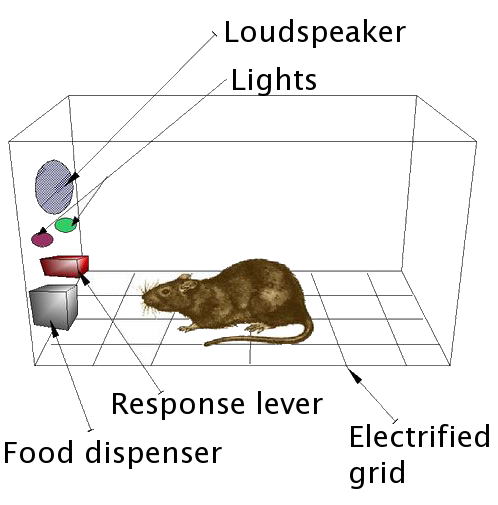 Loudspeaker
Lights
Response lever
Food dispenser
Electrified
grid